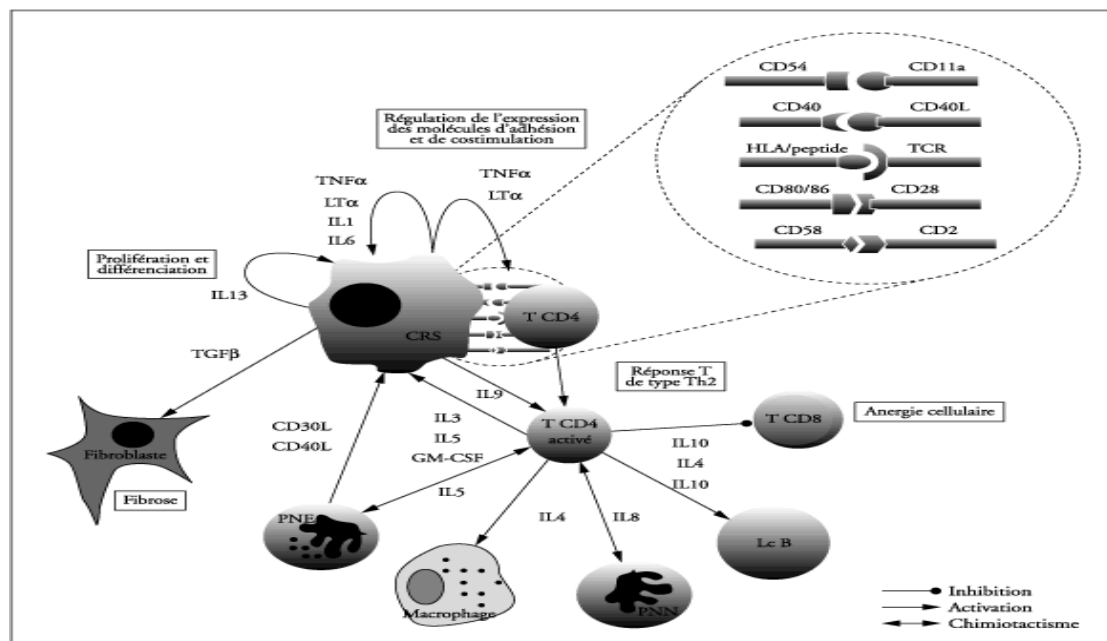 CD54 CD11a
CD40 CD40L
HLA/peptide TCR
CD80/86 CD28
CD58 CD2
Régulation de l'expression
des molécules d'adhésion
et de costimulation
TNFα
LTα
IL1
IL6
TNFα
LTα
Prolifération et
différenciation
IL13
CRS
T CD4
TGFβ
Réponse T
de type Th2
IL9
T CD4
activé
T CD8
Anergie cellulaire
CD30L
CD40L
IL3
IL5
GM-CSF
IL10
IL4
IL10
Fibroblaste
Fibrose
IL5
PNE
IL4
IL8
Lc B
Macrophage
PNN
Inhibition
Activation
Chimiotactisme